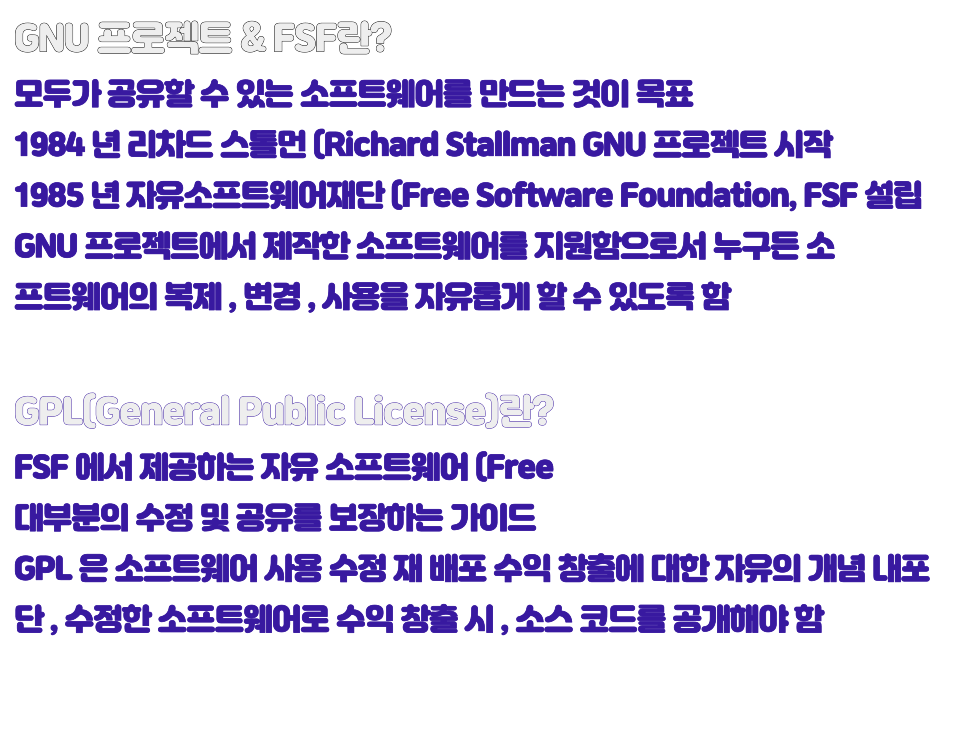 GNU 프로젝트 & FSF란?
모두가 공유할 수 있는 소프트웨어를 만드는 것이 목표
1984 년 리차드 스톨먼 (Richard Stallman GNU 프로젝트 시작
1985 년 자유소프트웨어재단 (Free Software Foundation, FSF 설립
GNU 프로젝트에서 제작한 소프트웨어를 지원함으로서 누구든 소
프트웨어의 복제 , 변경 , 사용을 자유롭게 할 수 있도록 함
GPL(General Public License)란?
FSF 에서 제공하는 자유 소프트웨어 (Free
대부분의 수정 및 공유를 보장하는 가이드
GPL 은 소프트웨어 사용 수정 재 배포 수익 창출에 대한 자유의 개념 내포
단 , 수정한 소프트웨어로 수익 창출 시 , 소스 코드를 공개해야 함